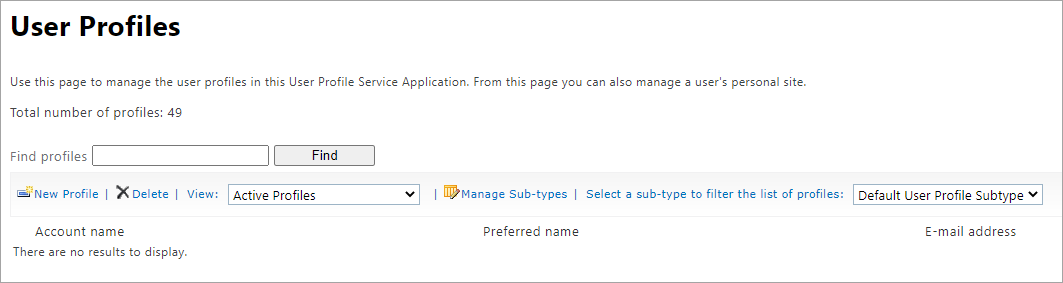 User Profiles
Use this page to manage the user profiles in this User Profile Service Application. From this page you can also manage a user's personal site.
Total number of profiles: 49
Find profiles Find
New Profile | Delete | View: Active Profiles | Manage Sub-types | Select a sub-type to filter the list of profiles: Default User Profile Subtype
Account name Preferred name E-mail address
There are no results to display.